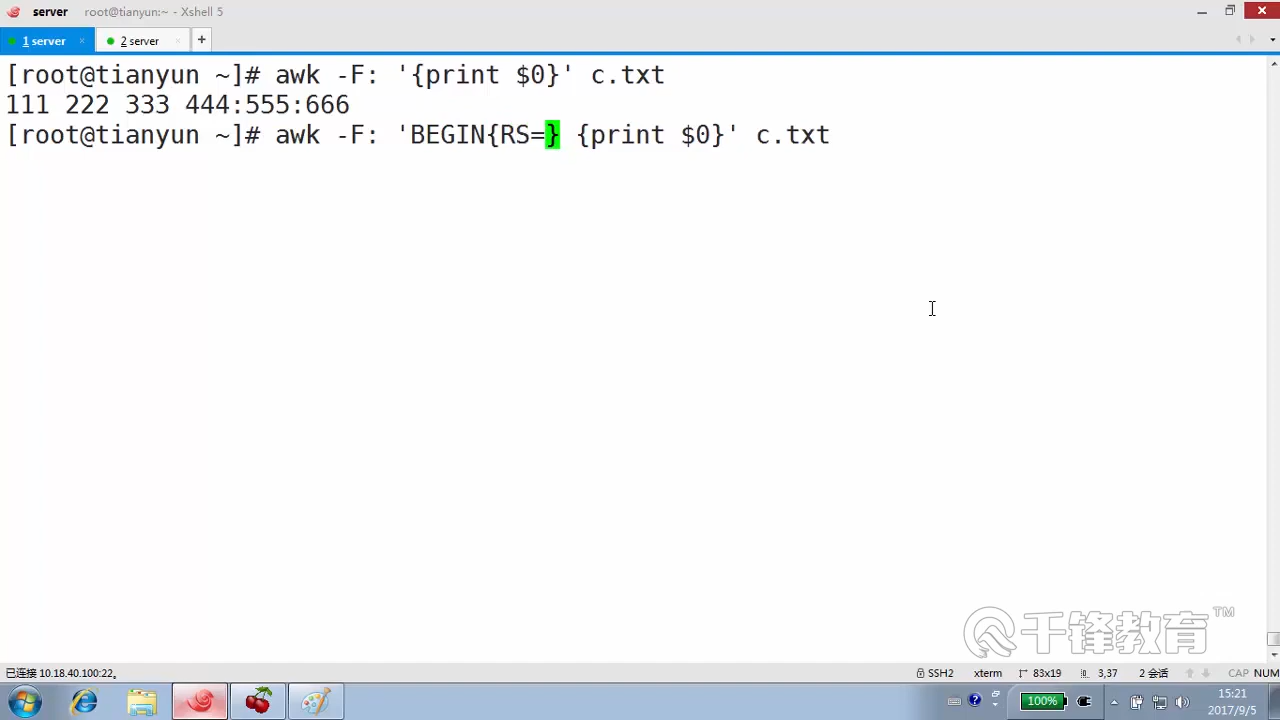 server root@tianyun:~ - Xshell 5
1 server × 2 server × +
[root@tianyun ~]# awk -F: '{print $0}' c.txt
111 222 333 444:555:666
[root@tianyun ~]# awk -F: 'BEGIN{RS=} {print $0}' c.txt
千锋教育™
已连接 10.18.40.100:22。 SSH2 xterm 83x19 3,37 2 会话 CAP NUM
100% 15:21
2017/9/5